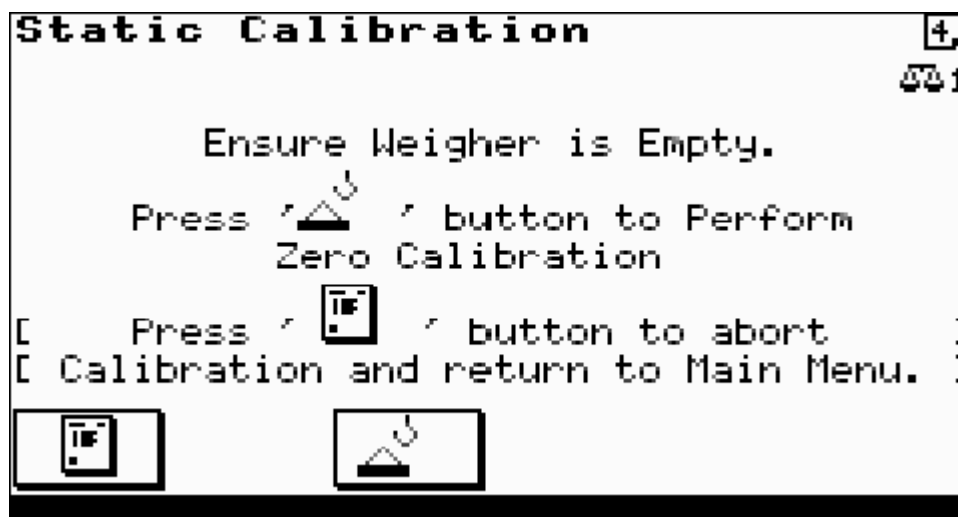 Static Calibration
4
Ensure Weigher is Empty.
Press ' ' button to Perform
Zero Calibration
[ Press ' ' button to abort ]
[ Calibration and return to Main Menu. ]